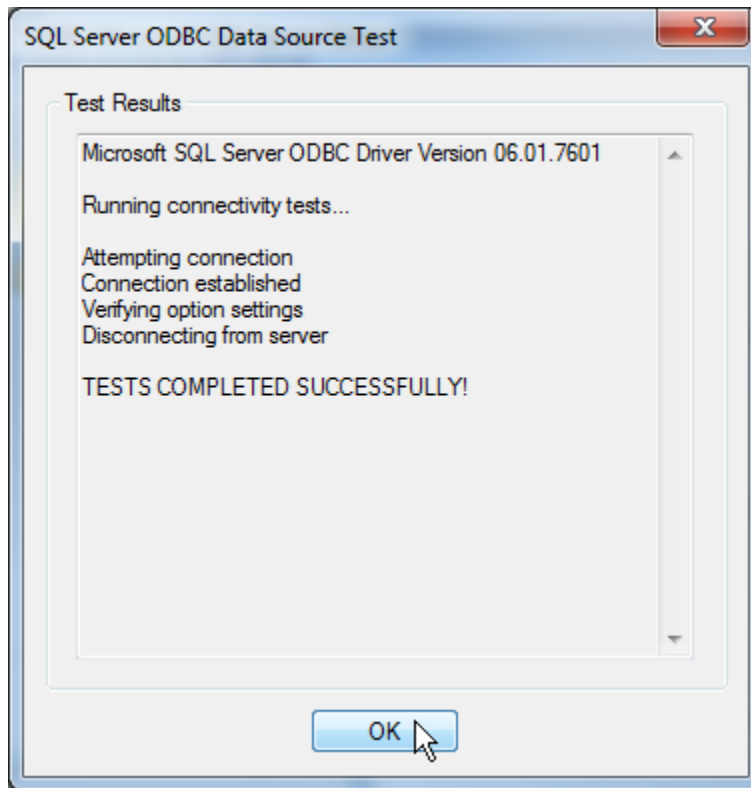 SQL Server ODBC Data Source Test
Test Results
Microsoft SQL Server ODBC Driver Version 06.01.7601
Running connectivity tests...
Attempting connection
Connection established
Verifying option settings
Disconnecting from server
TESTS COMPLETED SUCCESSFULLY!
OK